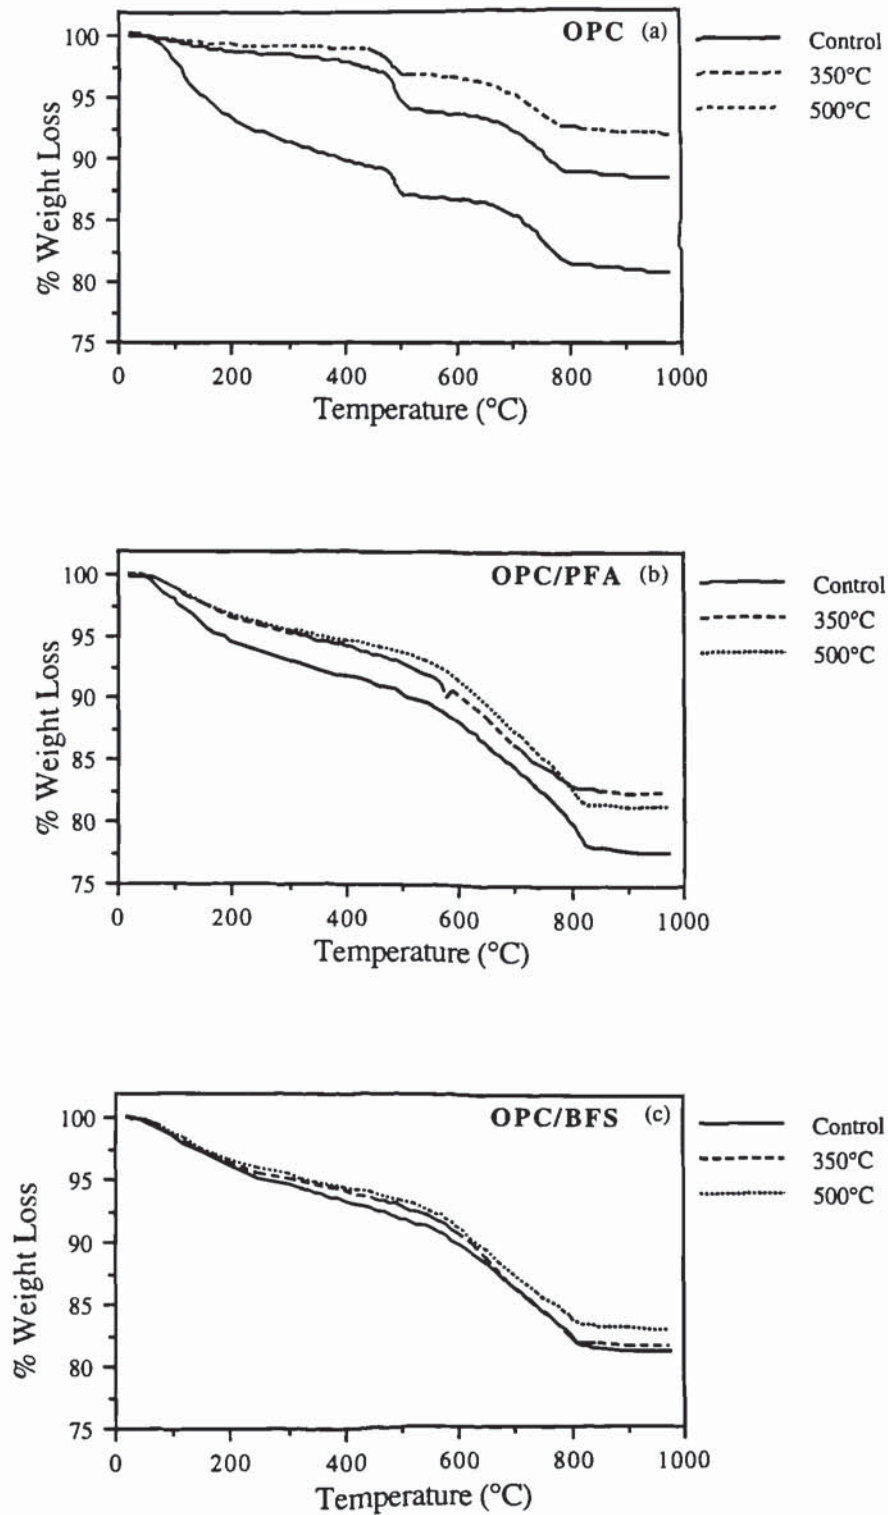 OPC (a)
Control
350°C
500°C
% Weight Loss
100
95
90
85
80
75
0 200 400 600 800 1000
Temperature (°C)
OPC/PFA (b)
Control
350°C
500°C
% Weight Loss
100
95
90
85
80
75
0 200 400 600 800 1000
Temperature (°C)
OPC/BFS (c)
Control
350°C
500°C
% Weight Loss
100
95
90
85
80
75
0 200 400 600 800 1000
Temperature (°C)